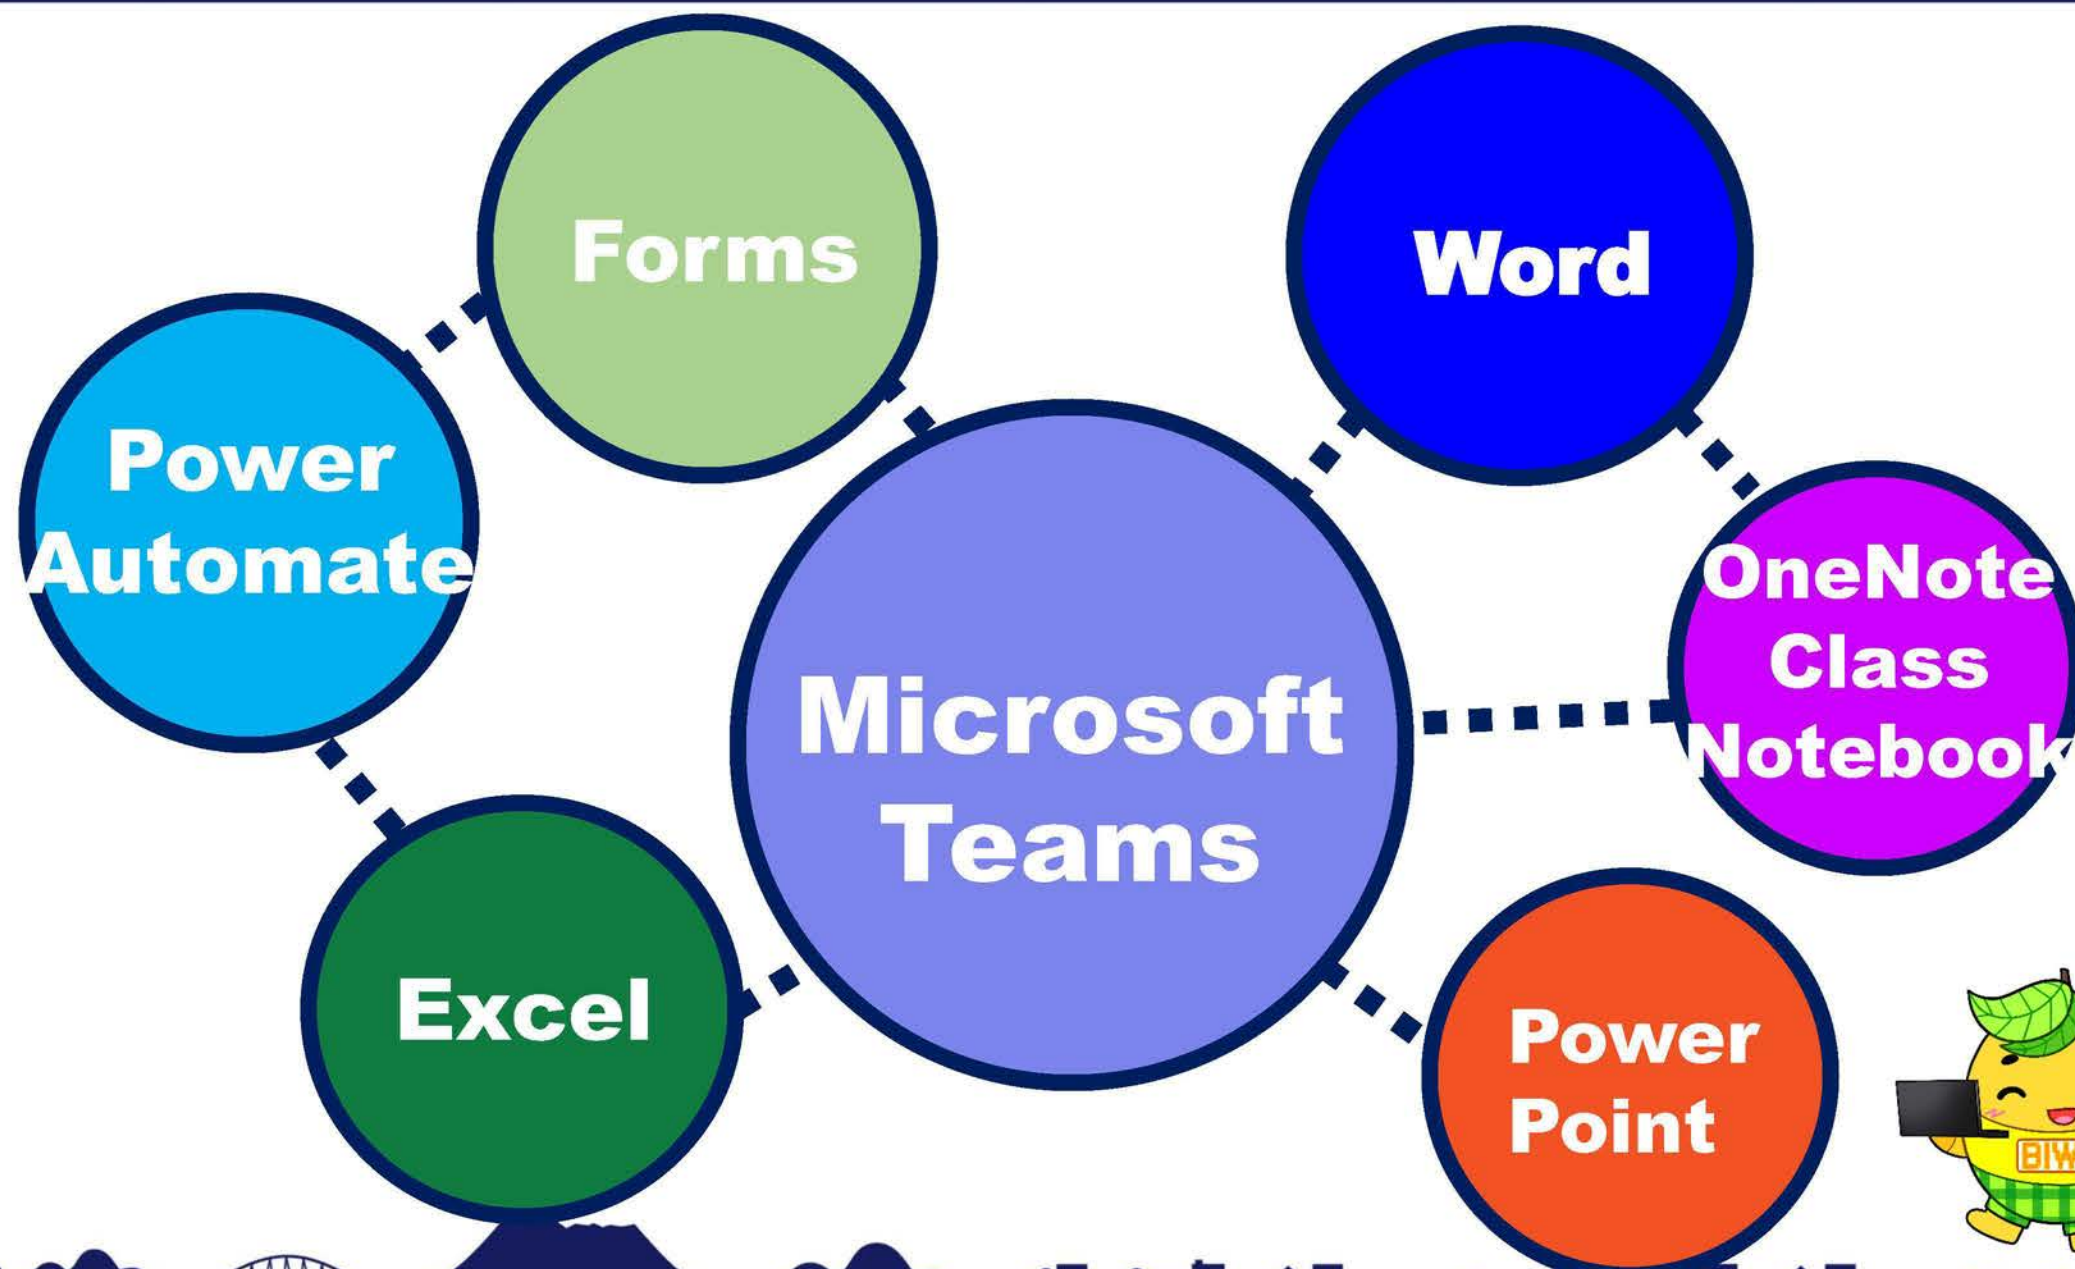 Forms
Word
Power
Automate
OneNote
Class
Notebook
Microsoft
Teams
Excel
Power
Point